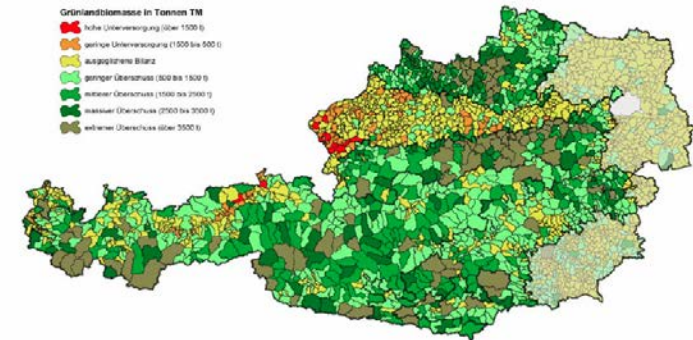 Grünlandbiomasse in Tonnen TM
hohe Unterversorgung (über 1500 t)
geringe Unterversorgung (1500 bis 500 t)
ausgeglichene Bilanz
geringer Überschuss (500 bis 1500 t)
mittlerer Überschuss (1500 bis 2500 t)
massiver Überschuss (2500 bis 3500 t)
extremer Überschuss (über 3500 t)